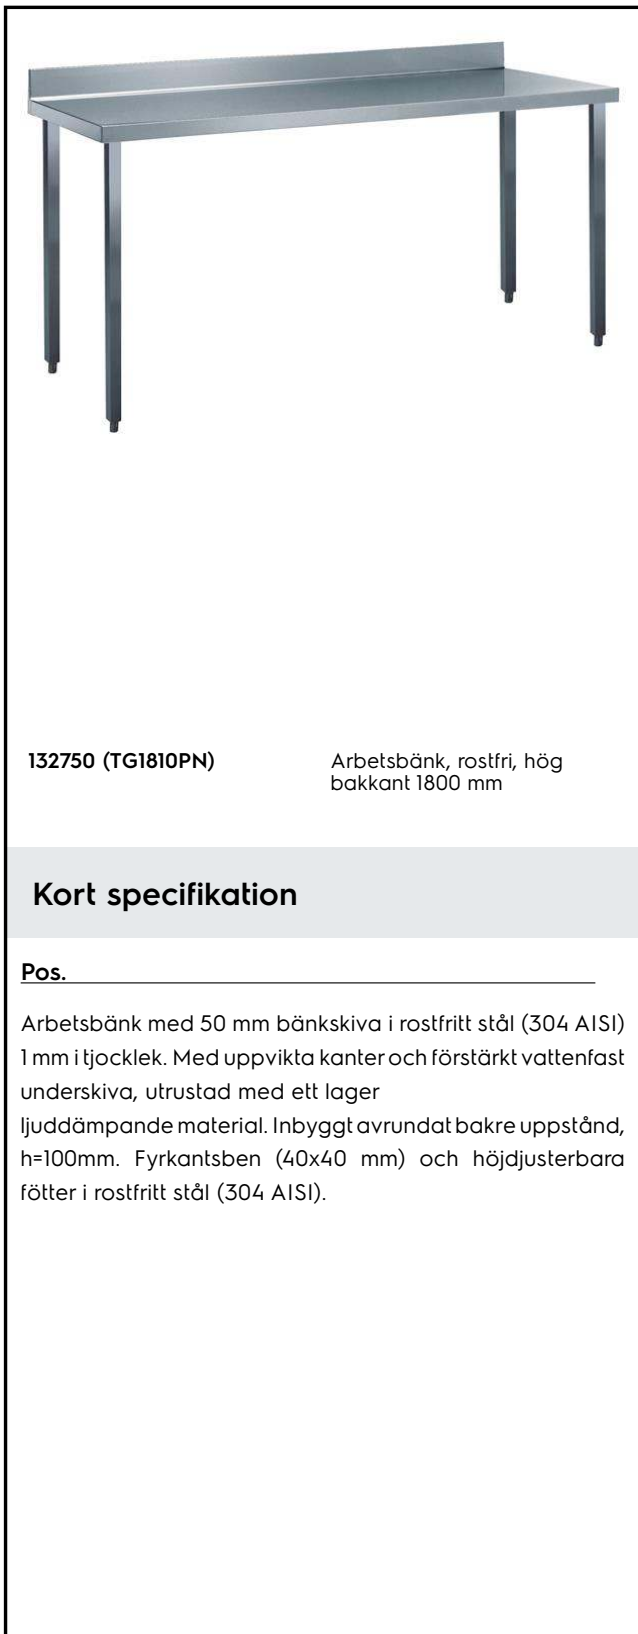 132750 (TG1810PN)
Arbetsbänk, rostfri, hög
bakkant 1800 mm
Kort specifikation
Pos.
Arbetsbänk med 50 mm bänkskiva i rostfritt stål (304 AISI)
1 mm i tjocklek. Med uppvikta kanter och förstärkt vattenfast
underskiva, utrustad med ett lager
ljuddämpande material. Inbyggt avrundat bakre uppstånd,
h=100mm. Fyrkantsben (40x40 mm) och höjdjusterbara
fötter i rostfritt stål (304 AISI).